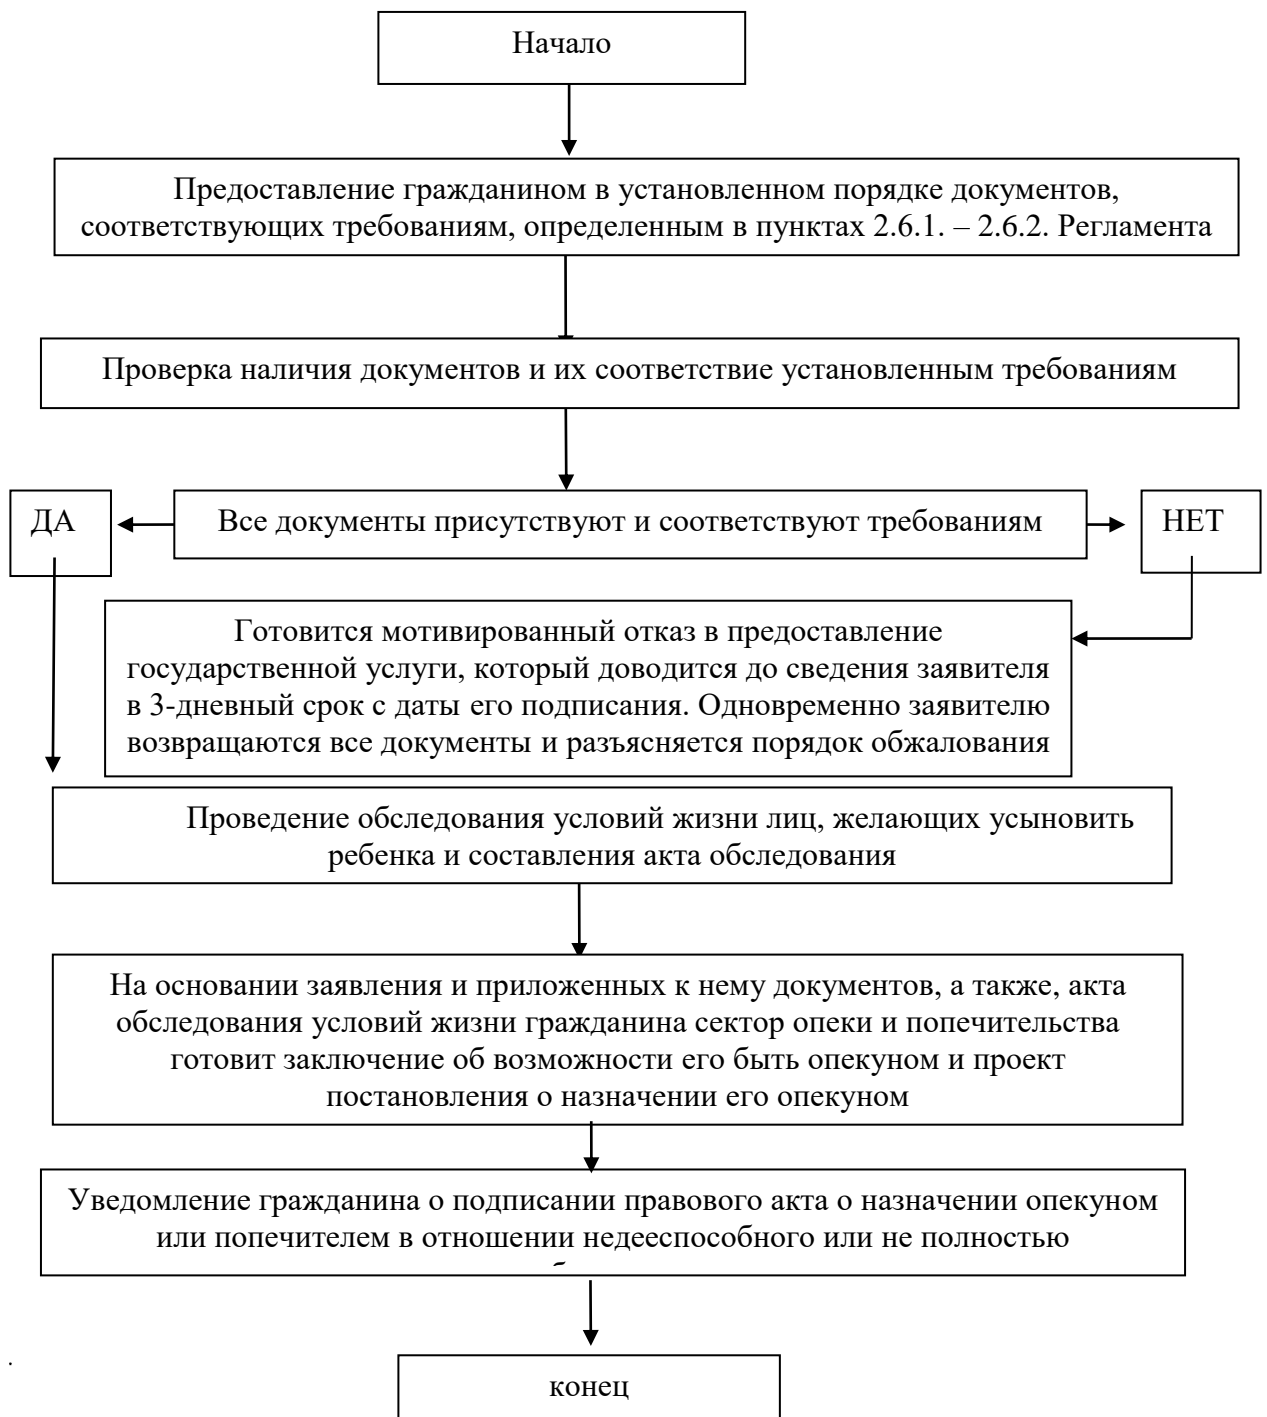 Начало
Предоставление гражданином в установленном порядке документов,
соответствующих требованиям, определенным в пунктах 2.6.1. – 2.6.2. Регламента
Проверка наличия документов и их соответствие установленным требованиям
ДА
Все документы присутствуют и соответствуют требованиям
НЕТ
Готовится мотивированный отказ в предоставление
государственной услуги, который доводится до сведения заявителя
в 3-дневный срок с даты его подписания. Одновременно заявителю
возвращаются все документы и разъясняется порядок обжалования
Проведение обследования условий жизни лиц, желающих усыновить
ребенка и составления акта обследования
На основании заявления и приложенных к нему документов, а также, акта
обследования условий жизни гражданина сектор опеки и попечительства
готовит заключение об возможности его быть опекуном и проект
постановления о назначении его опекуном
Уведомление гражданина о подписании правового акта о назначении опекуном
или попечителем в отношении недееспособного или не полностью
.
конец